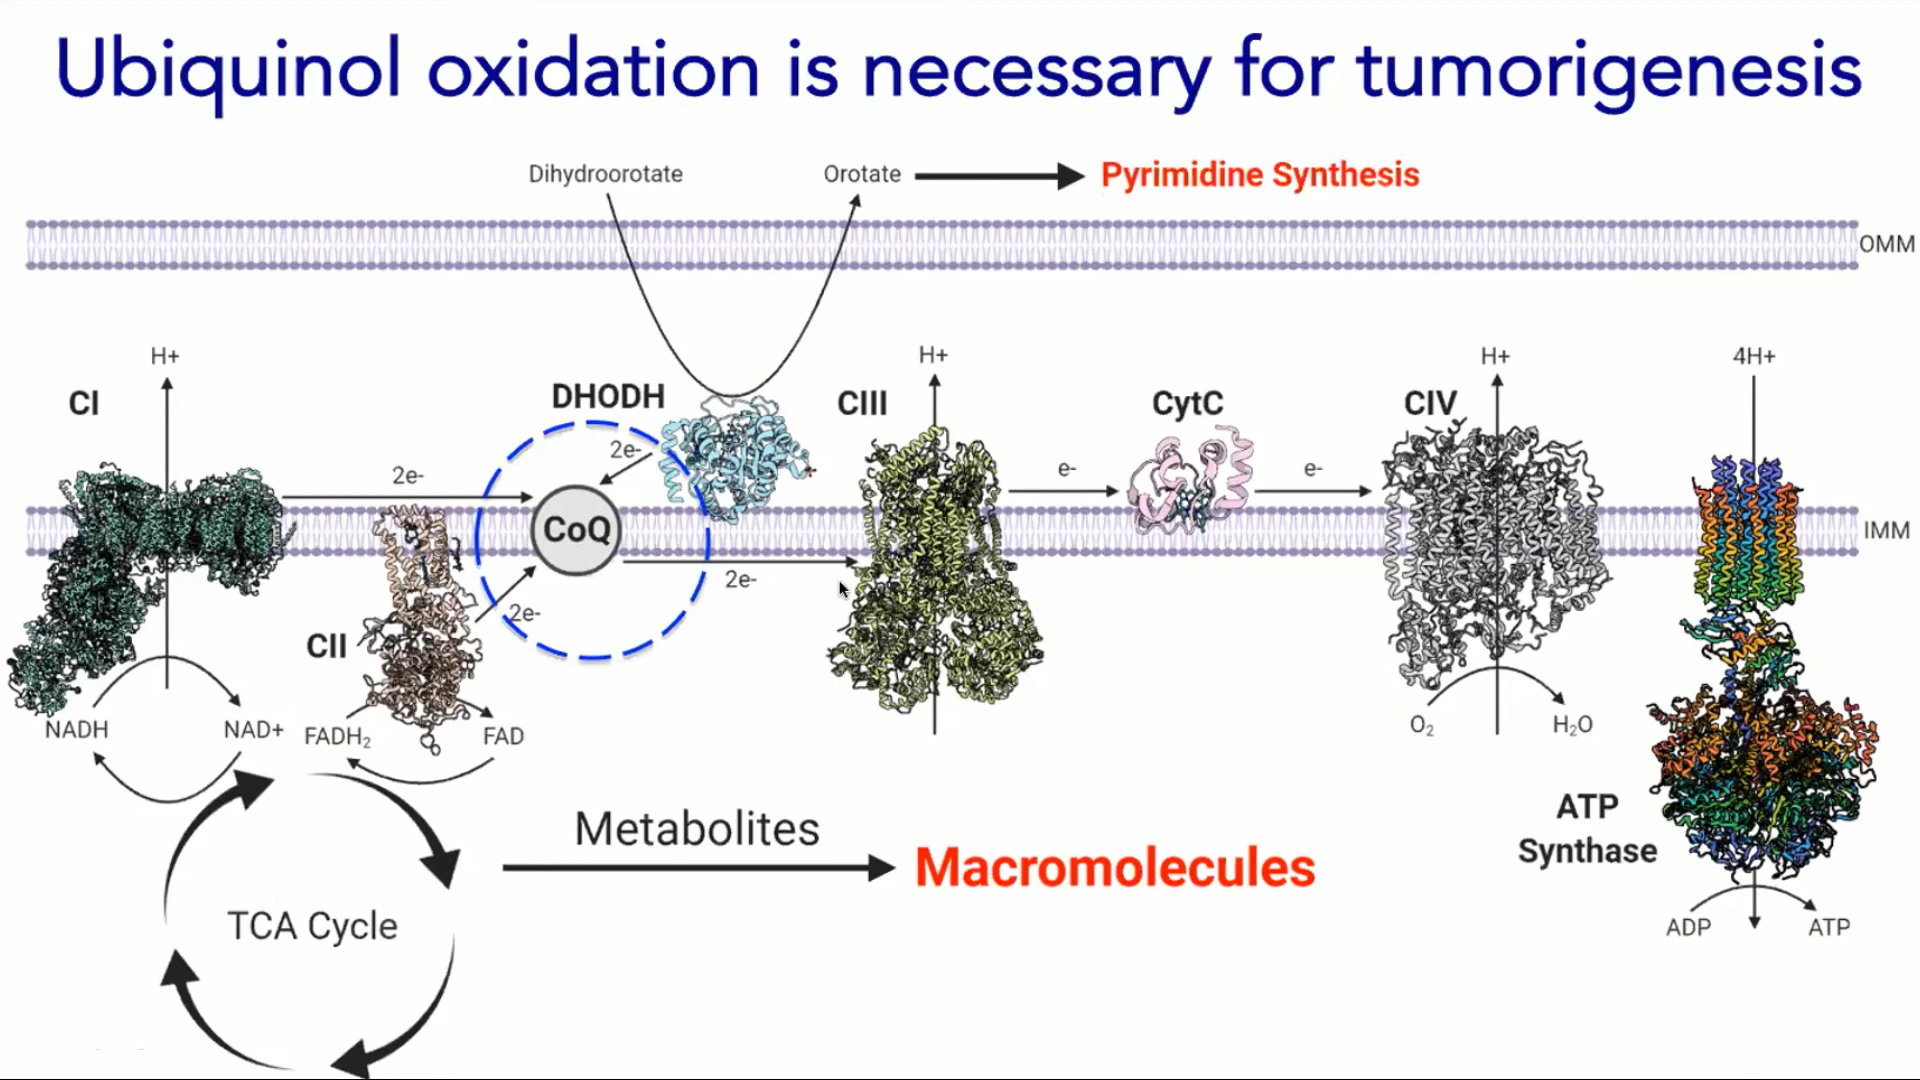 Ubiquinol oxidation is necessary for tumorigenesis
Dihydroorotate
Orotate
Pyrimidine Synthesis
OMM
H+
H+
H+
4H+
CI
DHODH
CIII
CytC
CIV
2e-
2e-
e-
e-
CoQ
IMM
2e-
2e-
CII
NADH
NAD+
FADH₂
FAD
O₂
H₂O
Metabolites
Macromolecules
ATP
Synthase
TCA Cycle
ADP
ATP